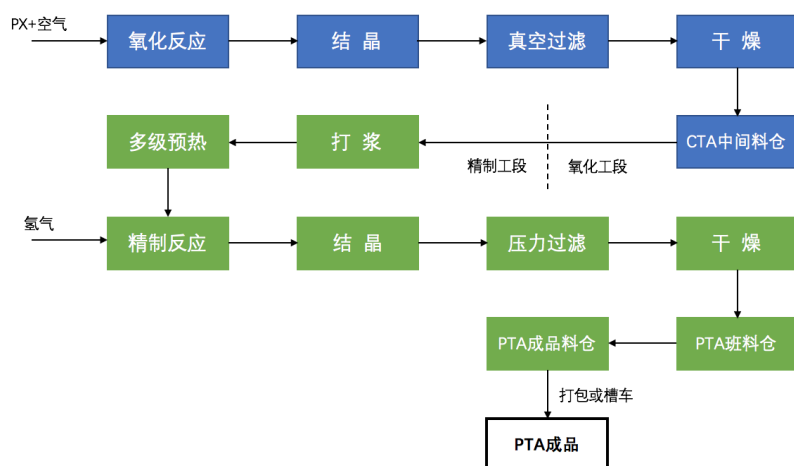 PX+空气
氧化反应
结 晶
真空过滤
干 燥
多级预热
打 浆
CTA中间料仓
精制工段
氧化工段
氢气
精制反应
结 晶
压力过滤
干 燥
PTA成品料仓
PTA班料仓
打包或槽车
PTA成品